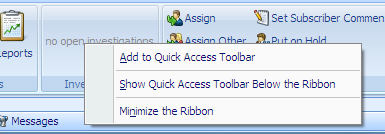 Reports
no open investigations
Assign
Set Subscriber Commen
Assign Other
Put on Hold
Add to Quick Access Toolbar
Show Quick Access Toolbar Below the Ribbon
Minimize the Ribbon
s
Inve
Messages